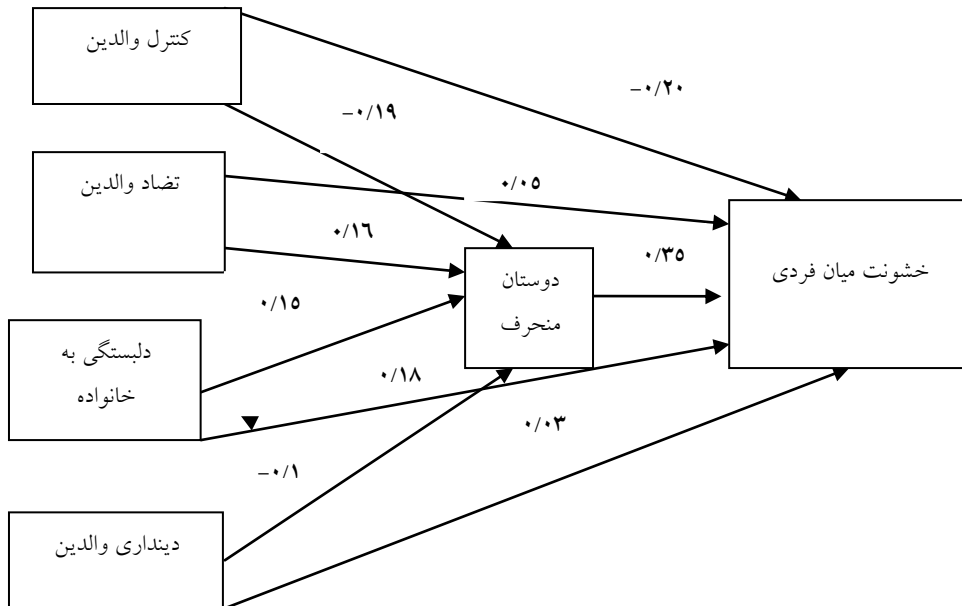 کنترل والدین
-۰/۲۰
-۰/۱۹
تضاد والدین
۰/۰۵
۰/۱۶
۰/۳۵
دوستان
منحرف
خشونت میان فردی
۰/۱۵
دلبستگی به
خانواده
۰/۱۸
۰/۰۳
-۰/۱
دینداری والدین